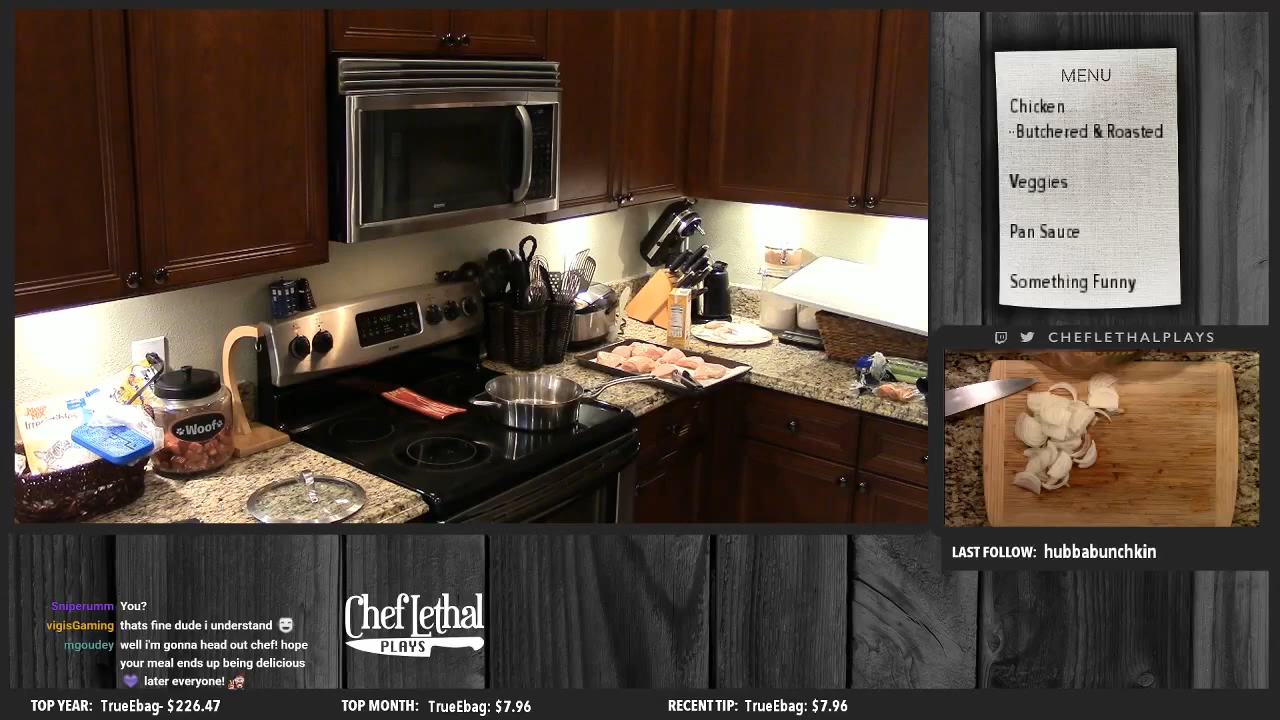 MENU
Chicken
-Butchered & Roasted
Veggies
Pan Sauce
Something Funny
CHEFLETHALPLAYS
Woof
LAST FOLLOW: hubbabunchkin
Sniperumm You?
vigisGaming thats fine dude i understand
mgoudey well i'm gonna head out chef! hope
your meal ends up being delicious
later everyone!
Chef Lethal
PLAYS
TOP YEAR: TrueEbag- $226.47
TOP MONTH: TrueEbag: $7.96
RECENT TIP: TrueEbag: $7.96